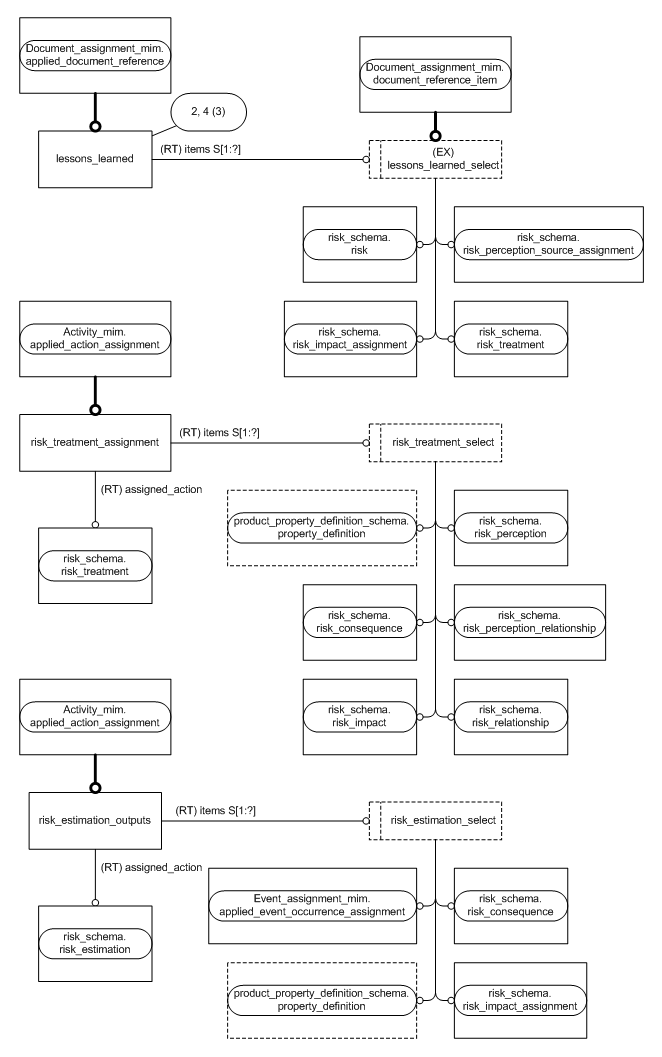 Document_assignment_mim.
applied_document_reference
Document_assignment_mim.
document_reference_item
2, 4 (3)
lessons_learned
(RT) items S[1:?]
(EX)
lessons_learned_select
risk_schema.
risk
risk_schema.
risk_perception_source_assignment
Activity_mim.
applied_action_assignment
risk_schema.
risk_impact_assignment
risk_schema.
risk_treatment
risk_treatment_assignment
(RT) items S[1:?]
risk_treatment_select
(RT) assigned_action
product_property_definition_schema.
property_definition
risk_schema.
risk_perception
risk_schema.
risk_treatment
risk_schema.
risk_consequence
risk_schema.
risk_perception_relationship
Activity_mim.
applied_action_assignment
risk_schema.
risk_impact
risk_schema.
risk_relationship
risk_estimation_outputs
(RT) items S[1:?]
risk_estimation_select
(RT) assigned_action
Event_assignment_mim.
applied_event_occurrence_assignment
risk_schema.
risk_consequence
risk_schema.
risk_estimation
product_property_definition_schema.
property_definition
risk_schema.
risk_impact_assignment